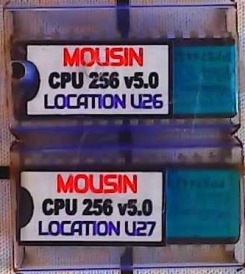 MOUSIN
CPU 256 v5.0
LOCATION U26
MOUSIN
CPU 256 v5.0
LOCATION U27